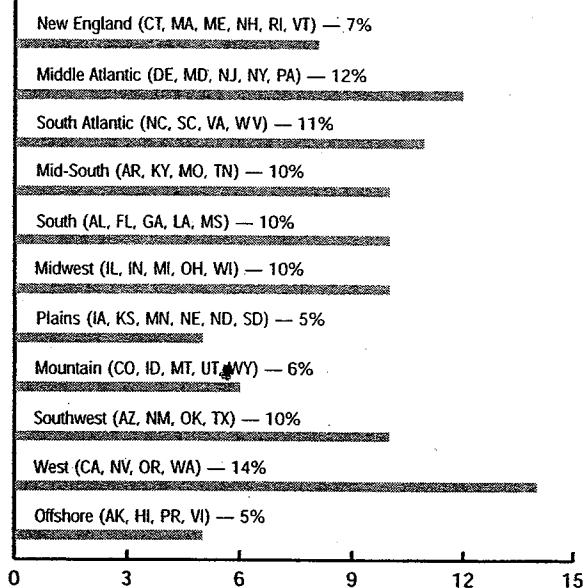 New England (CT, MA, ME, NH, RI, VT) — 7%
Middle Atlantic (DE, MD, NJ, NY, PA) — 12%
South Atlantic (NC, SC, VA, WV) — 11%
Mid-South (AR, KY, MO, TN) — 10%
South (AL, FL, GA, LA, MS) — 10%
Midwest (IL, IN, MI, OH, WI) — 10%
Plains (IA, KS, MN, NE, ND, SD) — 5%
Mountain (CO, ID, MT, UT, WY) — 6%
Southwest (AZ, NM, OK, TX) — 10%
West (CA, NV, OR, WA) — 14%
Offshore (AK, HI, PR, VI) — 5%
0 3 6 9 12 15